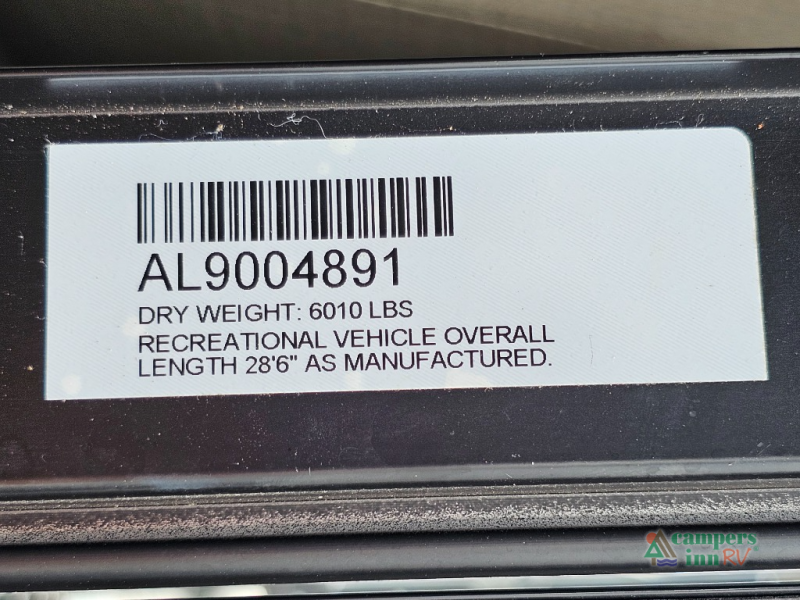 AL9004891
DRY WEIGHT: 6010 LBS
RECREATIONAL VEHICLE OVERALL
LENGTH 28'6" AS MANUFACTURED.
campers
inn RV